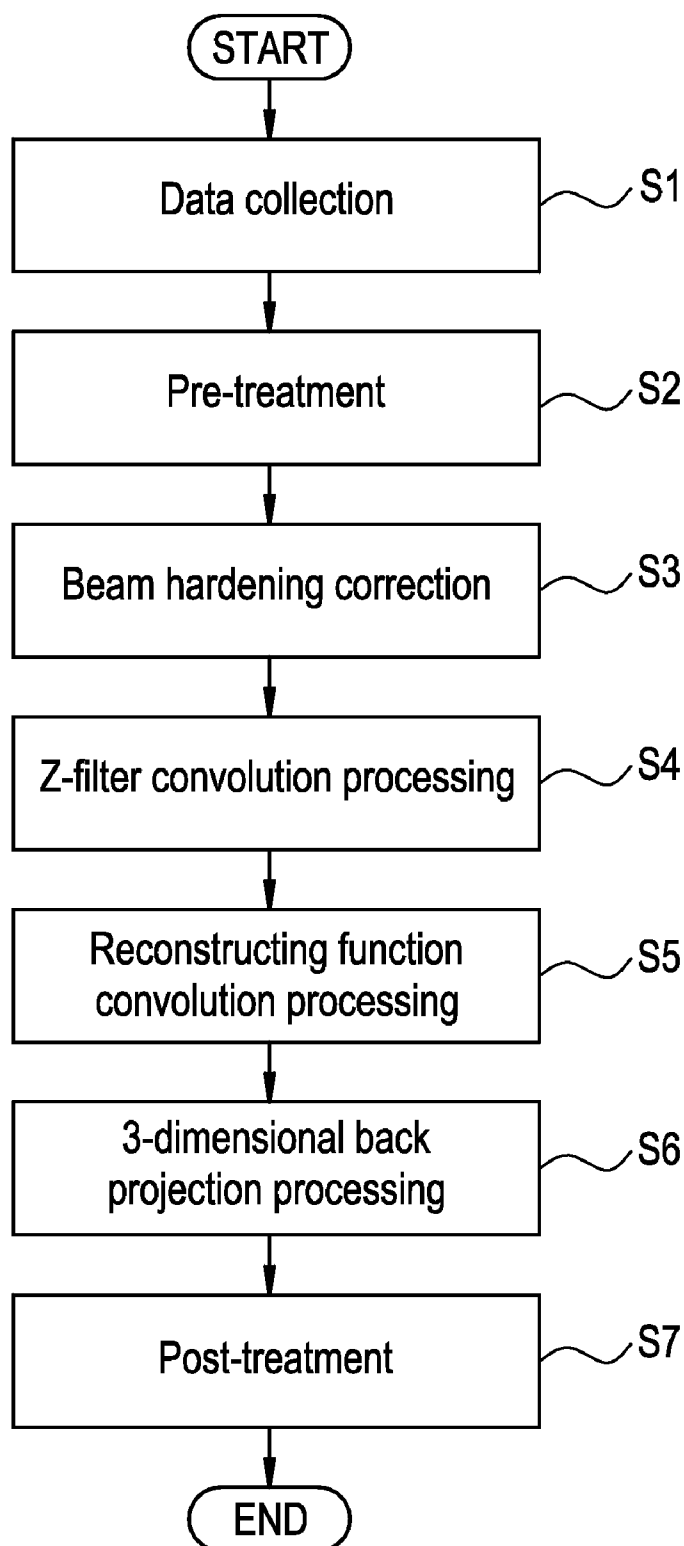 START
Data collection
S1
Pre-treatment
S2
Beam hardening correction
S3
Z-filter convolution processing
S4
Reconstructing function
convolution processing
S5
3-dimensional back
projection processing
S6
Post-treatment
S7
END